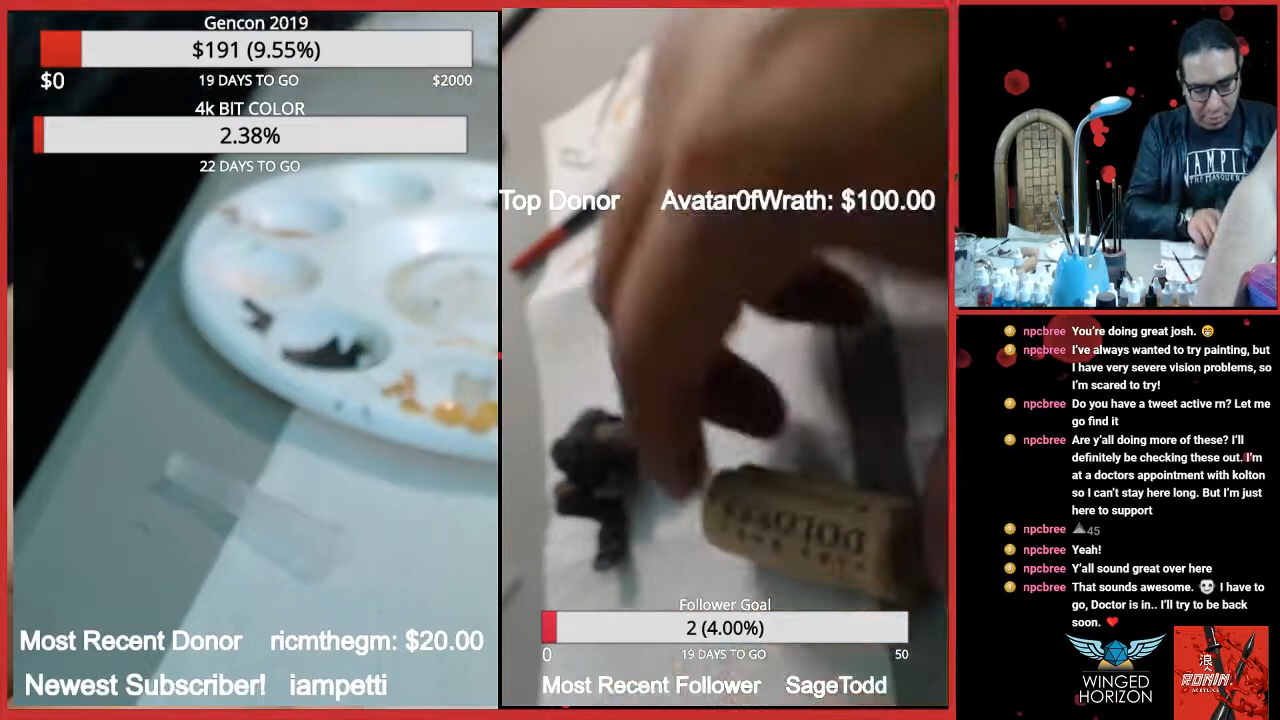 Gencon 2019
$191 (9.55%)
$0
19 DAYS TO GO
$2000
4k BIT COLOR
2.38%
22 DAYS TO GO
Most Recent Donor ricmthegm: $20.00
Newest Subscriber! iampetti
Top Donor Avatar0fWrath: $100.00
Follower Goal
2 (4.00%)
0
19 DAYS TO GO
50
Most Recent Follower SageTodd
npcbree You're doing great josh.
npcbree I've always wanted to try painting, but
I have very severe vision problems, so
I'm scared to try!
npcbree Do you have a tweet active rn? Let me
go find it
npcbree Are y'all doing more of these? I'll
definitely be checking these out. I'm
at a doctors appointment with kolton
so I can't stay here long. But I'm just
here to support
npcbree 45
npcbree Yeah!
npcbree Y'all sound great over here
npcbree That sounds awesome. I have to
go, Doctor is in.. I'll try to be back
soon.
WINGED
HORIZON
浪人
RONIN